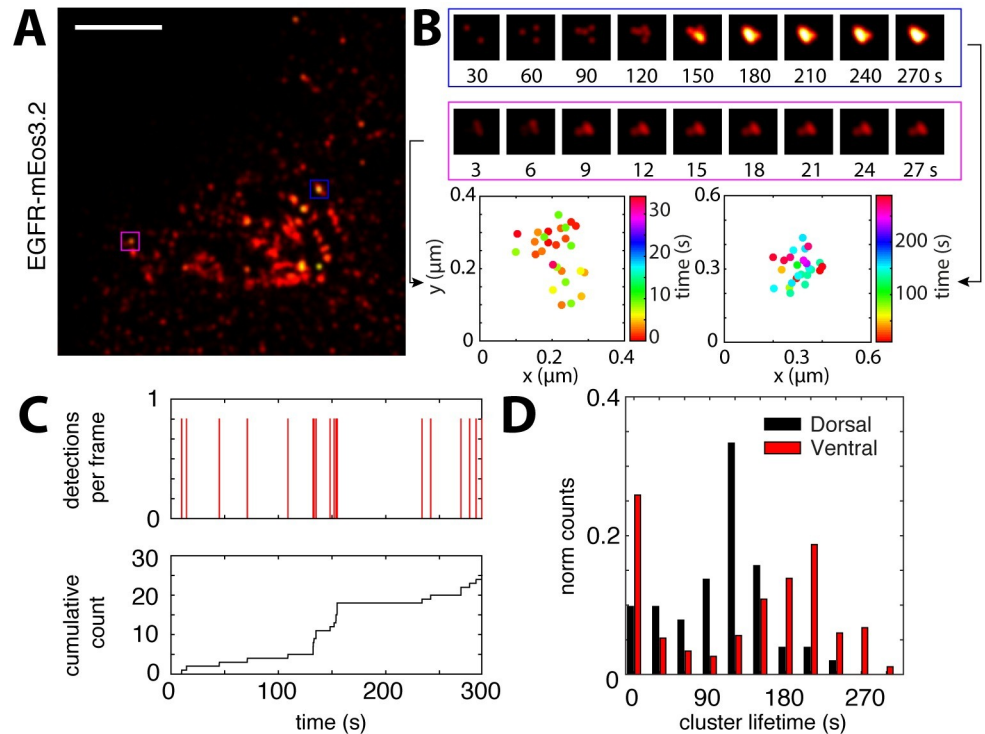 A
EGFR-mEos3.2
B
30 60 90 120 150 180 210 240 270 s
3 6 9 12 15 18 21 24 27 s
0.4
0.2
0
y (μm)
0 0.2 0.4
x (μm)
30
20
10
0
time (s)
0.6
0.3
0
0 0.3 0.6
x (μm)
200
100
time (s)
C
1
0
detections
per frame
30
20
10
0
cumulative
count
0 100 200 300
time (s)
D
0.4
0.2
0
norm counts
Dorsal
Ventral
0 90 180 270
cluster lifetime (s)